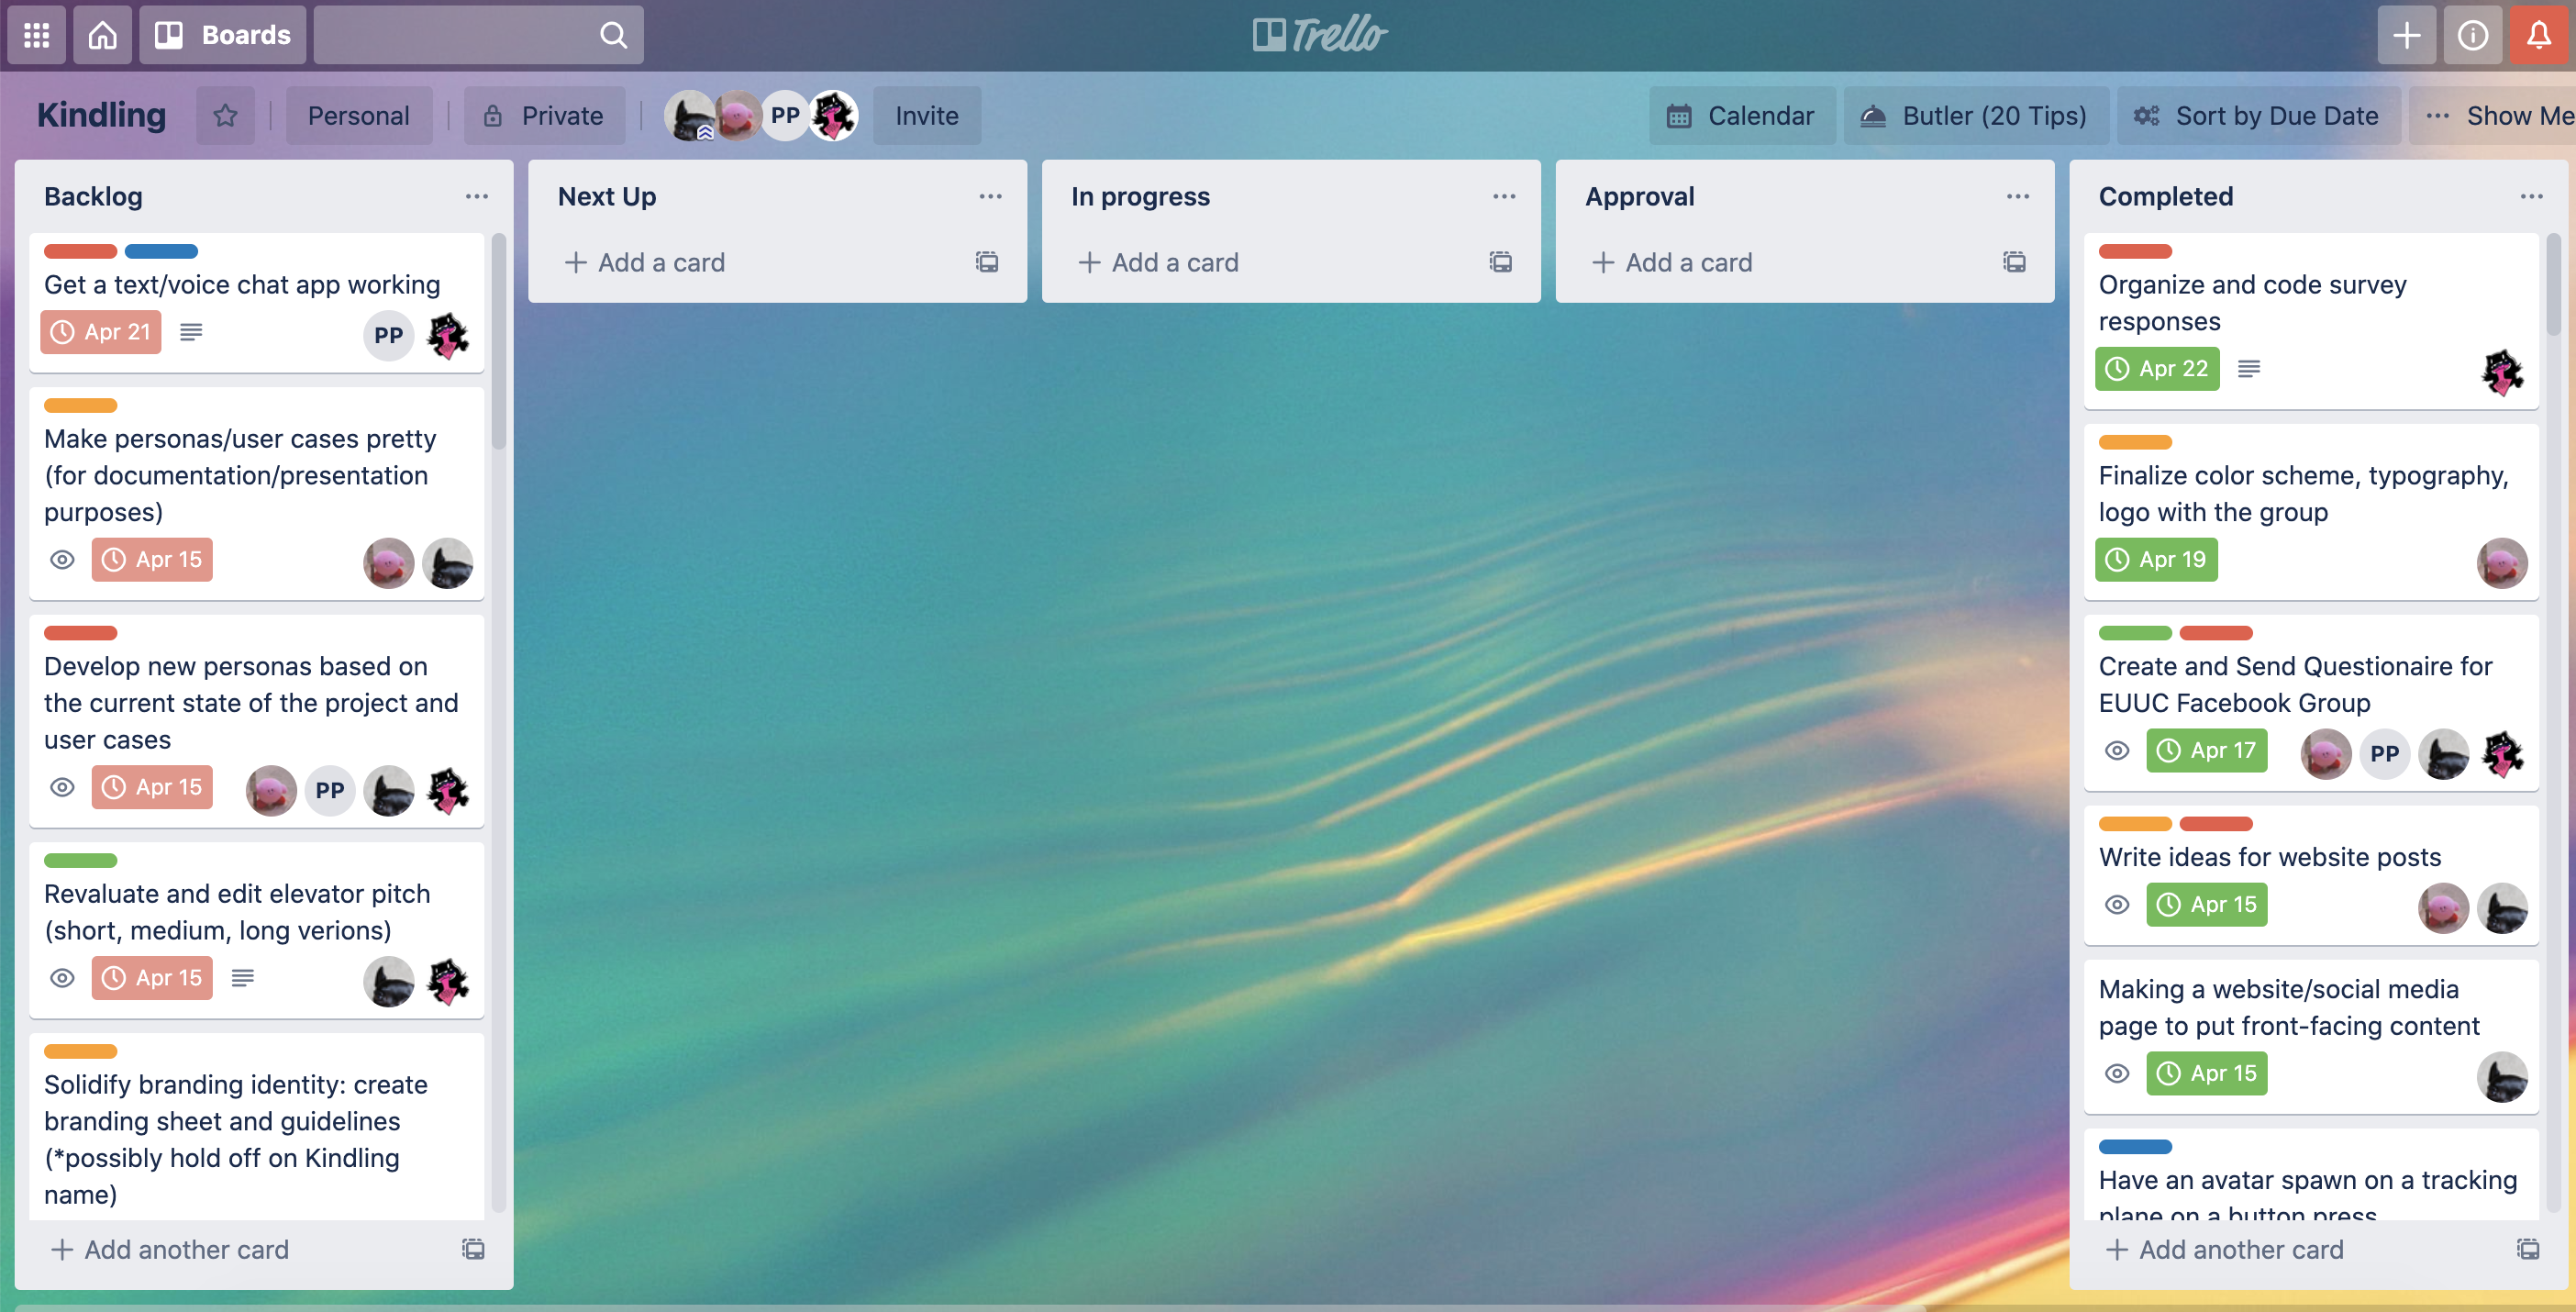 Boards
Trello
Kindling
Personal
Private
PP
Invite
Calendar
Butler (20 Tips)
Sort by Due Date
Show Me
Backlog
Get a text/voice chat app working
Apr 21
PP
Make personas/user cases pretty
(for documentation/presentation
purposes)
Apr 15
Develop new personas based on
the current state of the project and
user cases
Apr 15
PP
Revaluate and edit elevator pitch
(short, medium, long verions)
Apr 15
Solidify branding identity: create
branding sheet and guidelines
(*possibly hold off on Kindling
name)
+ Add another card
Next Up
+ Add a card
In progress
+ Add a card
Approval
+ Add a card
Completed
Organize and code survey
responses
Apr 22
Finalize color scheme, typography,
logo with the group
Apr 19
Create and Send Questionaire for
EUUC Facebook Group
Apr 17
PP
Write ideas for website posts
Apr 15
Making a website/social media
page to put front-facing content
Apr 15
Have an avatar spawn on a tracking
plane on a button press
+ Add another card